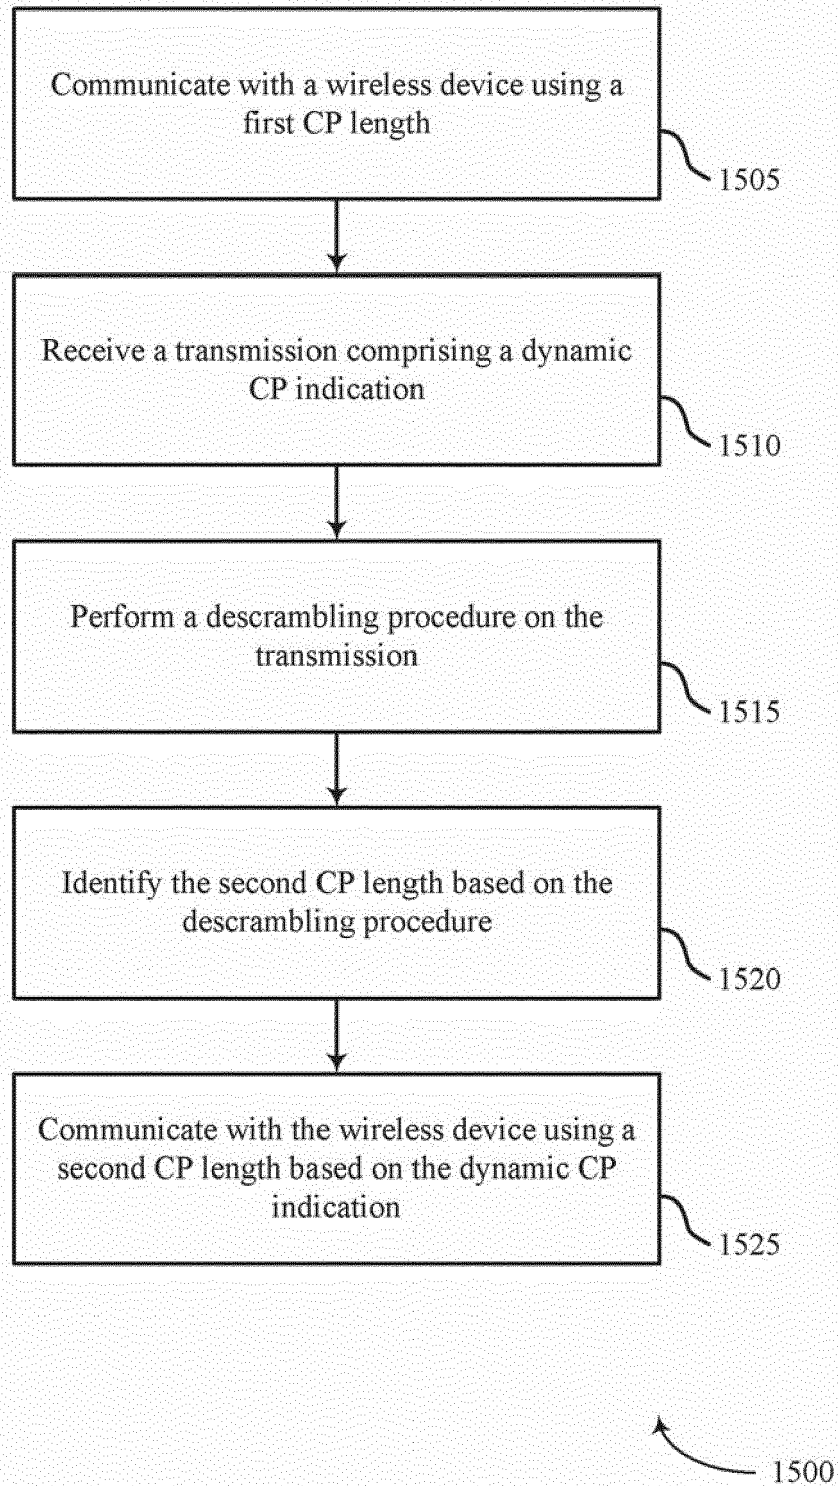 Communicate with a wireless device using a
first CP length
1505
Receive a transmission comprising a dynamic
CP indication
1510
Perform a descrambling procedure on the
transmission
1515
Identify the second CP length based on the
descrambling procedure
1520
Communicate with the wireless device using a
second CP length based on the dynamic CP
indication
1525
1500